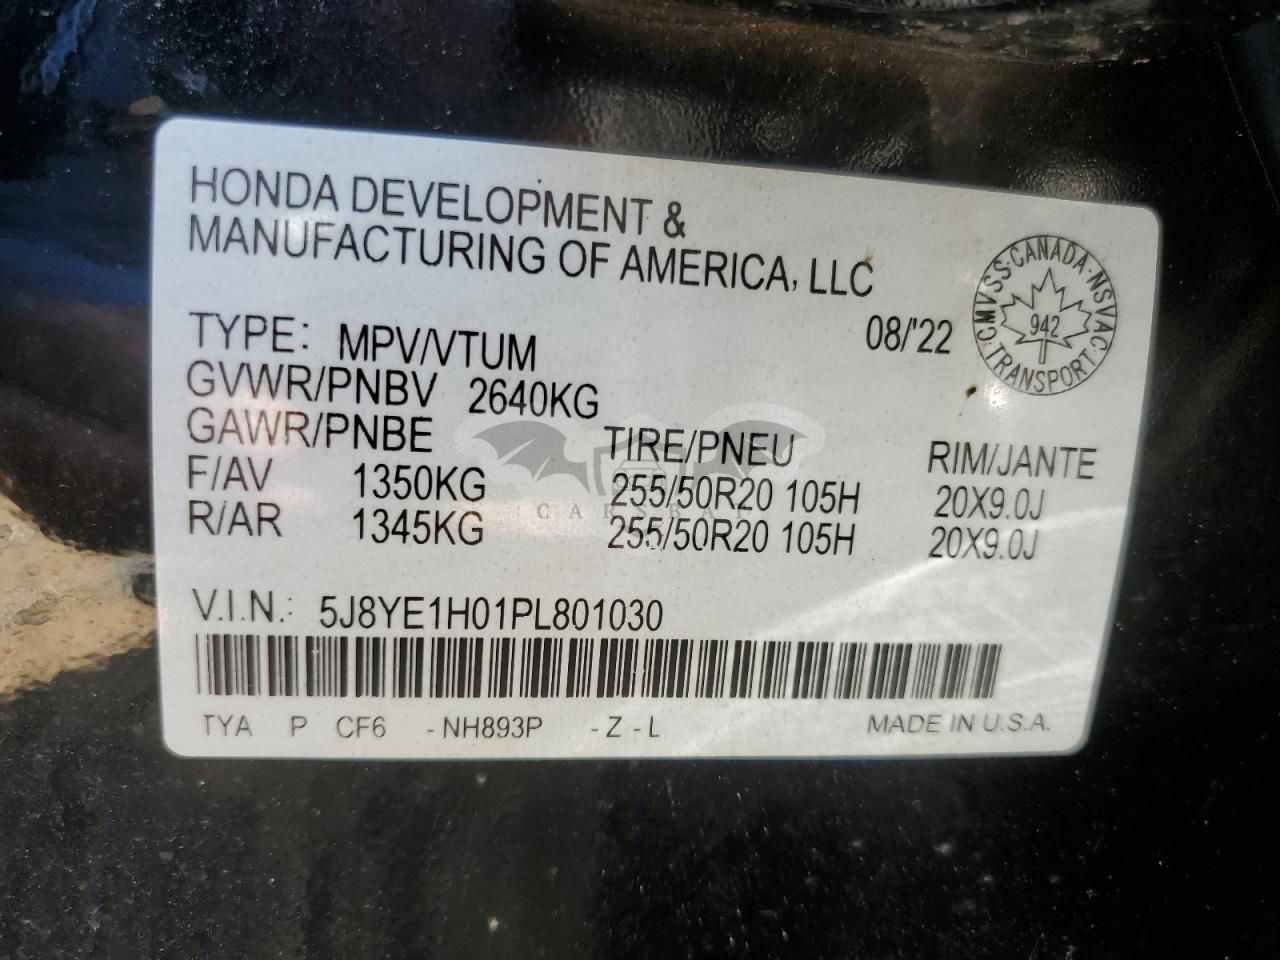 HONDA DEVELOPMENT &
MANUFACTURING OF AMERICA, LLC
CMVSS·CANADA·NSVAC
942
TRANSPORT
08/'22
TYPE: MPV/VTUM
GVWR/PNBV 2640KG
GAWR/PNBE TIRE/PNEU RIM/JANTE
F/AV 1350KG 255/50R20 105H 20X9.0J
R/AR 1345KG 255/50R20 105H 20X9.0J
CARSBAT
V.I.N.: 5J8YE1H01PL801030
TYA P CF6 -NH893P -Z-L MADE IN U.S.A.